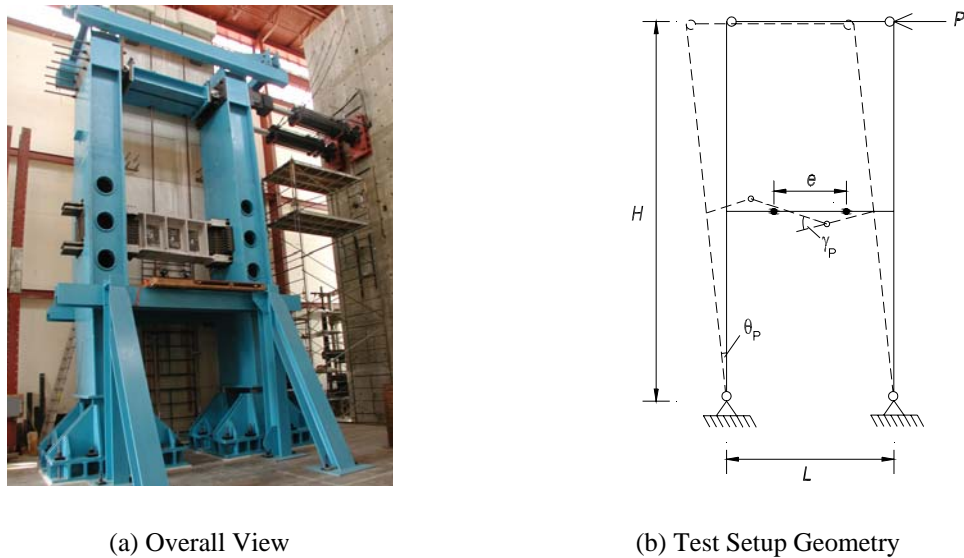 P
e
H
γP
θP
L
(a) Overall View
(b) Test Setup Geometry